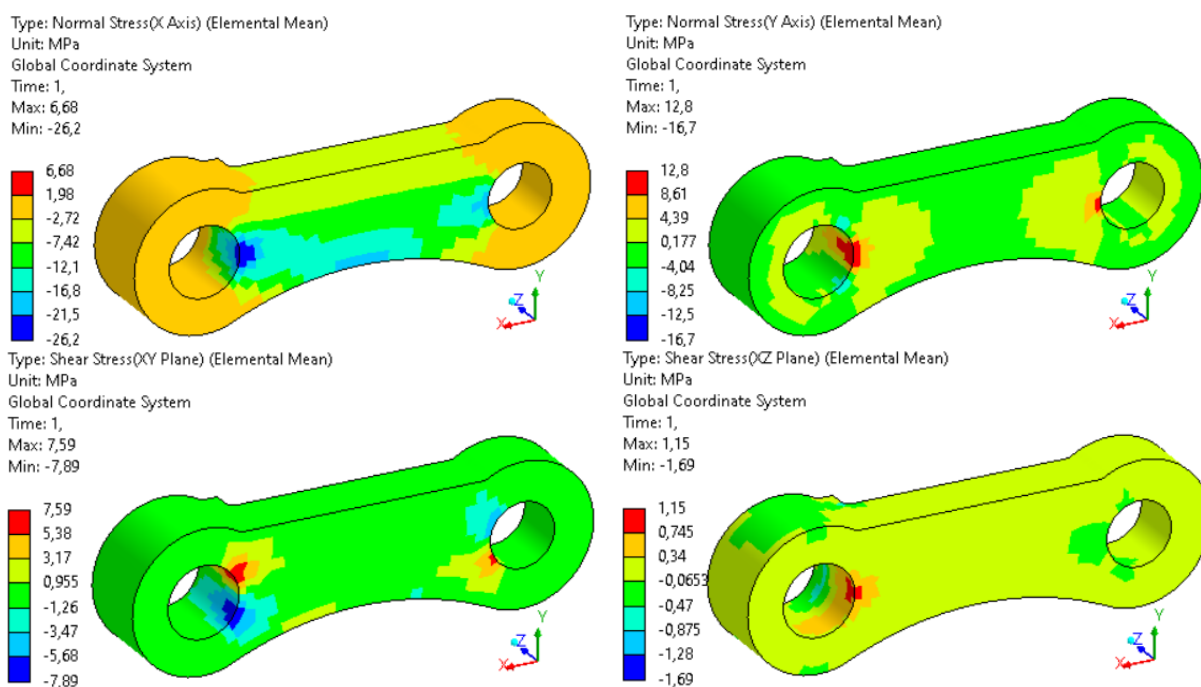 Type: Normal Stress(X Axis) (Elemental Mean)
Unit: MPa
Global Coordinate System
Time: 1,
Max: 6,68
Min: -26,2
6,68
1,98
-2,72
-7,42
-12,1
-16,8
-21,5
-26,2
Y
Z
X
Type: Normal Stress(Y Axis) (Elemental Mean)
Unit: MPa
Global Coordinate System
Time: 1,
Max: 12,8
Min: -16,7
12,8
8,61
4,39
0,177
-4,04
-8,25
-12,5
-16,7
Y
Z
X
Type: Shear Stress(XY Plane) (Elemental Mean)
Unit: MPa
Global Coordinate System
Time: 1,
Max: 7,59
Min: -7,89
7,59
5,38
3,17
0,955
-1,26
-3,47
-5,68
-7,89
Y
Z
X
Type: Shear Stress(XZ Plane) (Elemental Mean)
Unit: MPa
Global Coordinate System
Time: 1,
Max: 1,15
Min: -1,69
1,15
0,745
0,34
-0,0653
-0,47
-0,875
-1,28
-1,69
Y
Z
X